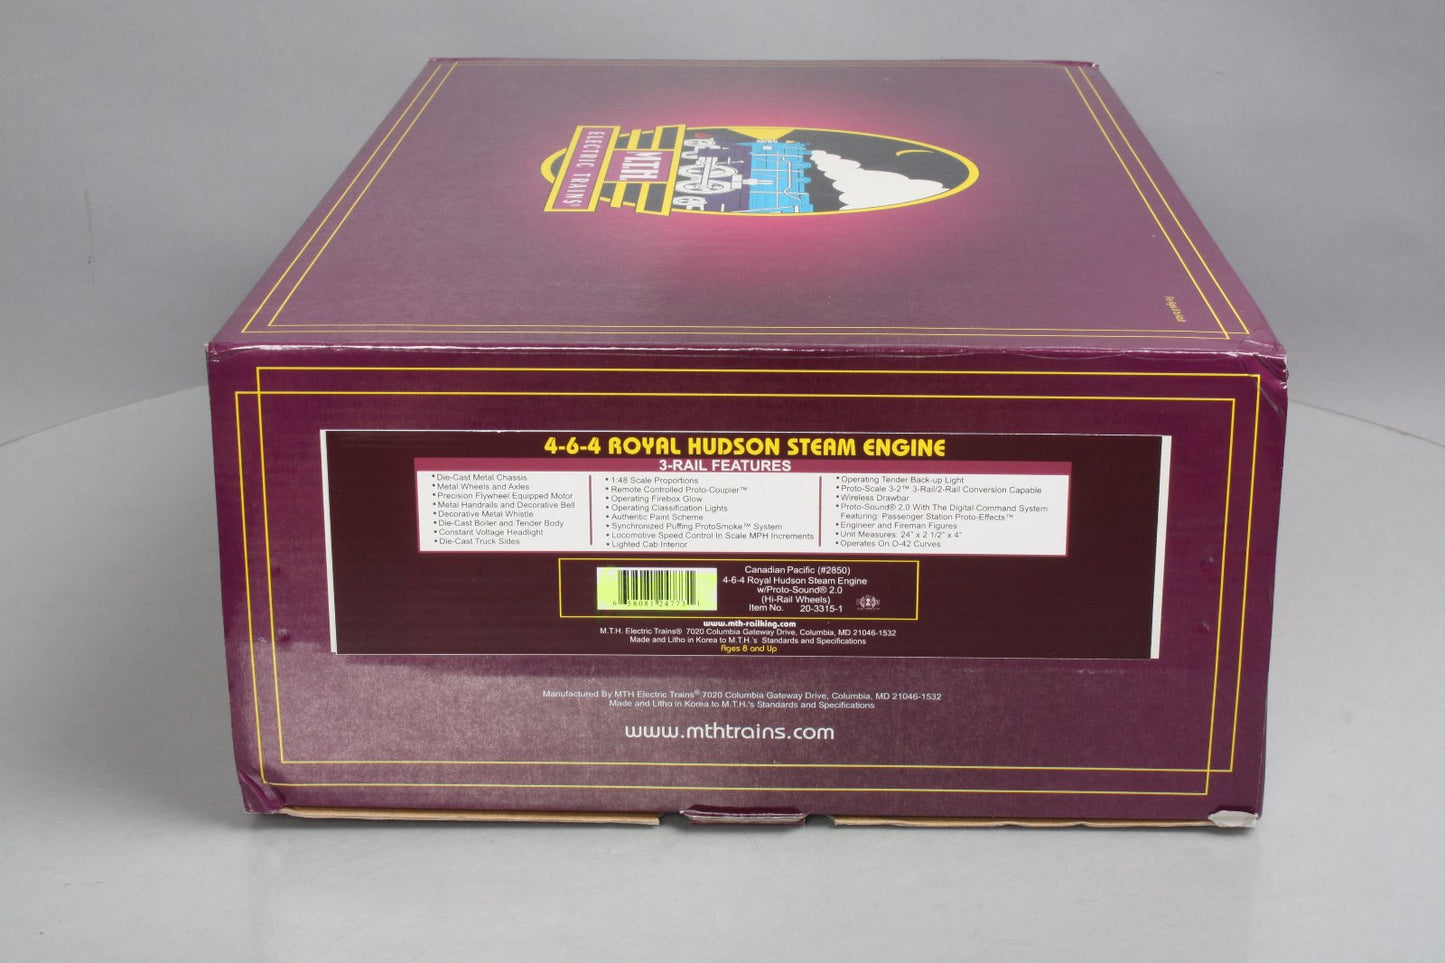 M.T.H.
ELECTRIC TRAINS®
4-6-4 ROYAL HUDSON STEAM ENGINE
3-RAIL FEATURES
• Die-Cast Metal Chassis
• Metal Wheels and Axles
• Precision Flywheel Equipped Motor
• Metal Handrails and Decorative Bell
• Decorative Metal Whistle
• Die-Cast Boiler and Tender Body
• Constant Voltage Headlight
• Die-Cast Truck Sides
• 1:48 Scale Proportions
• Remote Controlled Proto-Coupler™
• Operating Firebox Glow
• Operating Classification Lights
• Authentic Paint Scheme
• Synchronized Puffing ProtoSmoke™ System
• Locomotive Speed Control In Scale MPH Increments
• Lighted Cab Interior
• Operating Tender Back-up Light
• Proto-Scale 3-2™ 3-Rail/2-Rail Conversion Capable
• Wireless Drawbar
• Proto-Sound® 2.0 With The Digital Command System
Featuring: Passenger Station Proto-Effects™
• Engineer and Fireman Figures
• Unit Measures: 24" x 2 1/2" x 4"
• Operates On O-42 Curves
6 58081 24773 1
Canadian Pacific (#2850)
4-6-4 Royal Hudson Steam Engine
w/Proto-Sound® 2.0
(Hi-Rail Wheels)
Item No. 20-3315-1
www.mth-railking.com
M.T.H. Electric Trains® 7020 Columbia Gateway Drive, Columbia, MD 21046-1532
Made and Litho in Korea to M.T.H.'s Standards and Specifications
Ages 8 and Up
Manufactured By MTH Electric Trains® 7020 Columbia Gateway Drive, Columbia, MD 21046-1532
Made and Litho in Korea to M.T.H.'s Standards and Specifications
www.mthtrains.com